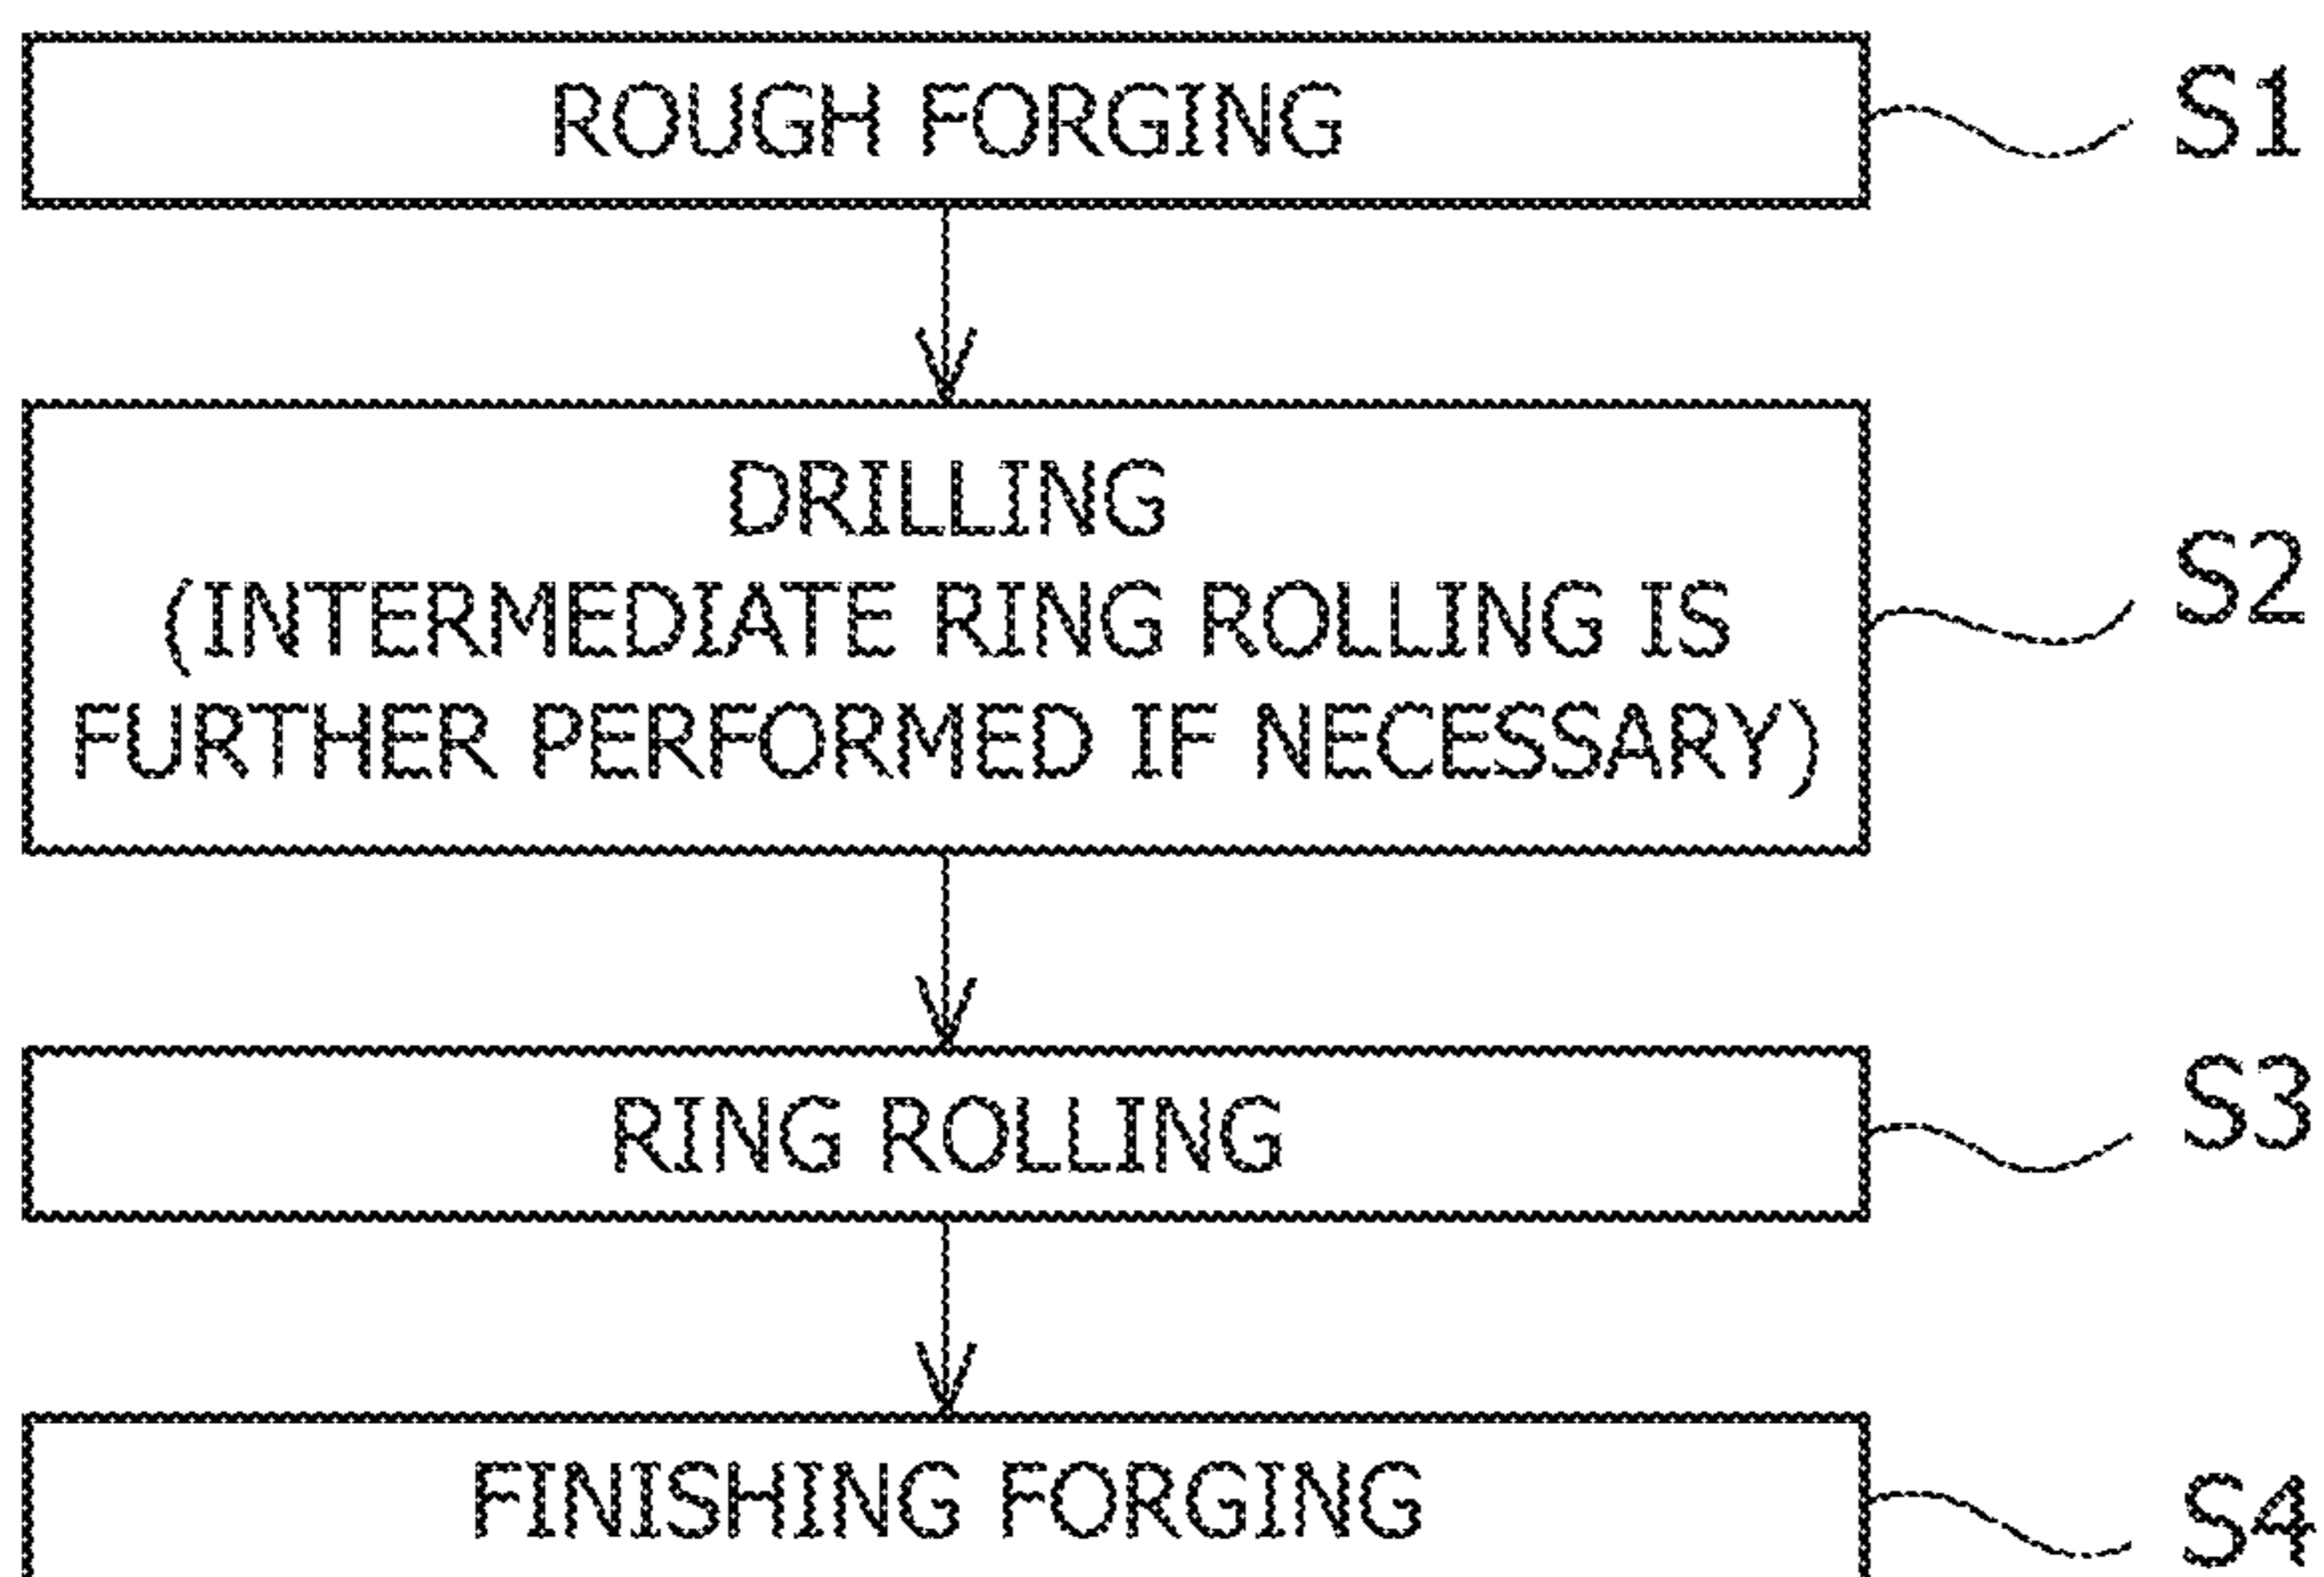 ROUGH FORGING
S1
DRILLING
(INTERMEDIATE RING ROLLING IS
FURTHER PERFORMED IF NECESSARY)
S2
RING ROLLING
S3
FINISHING FORGING
S4